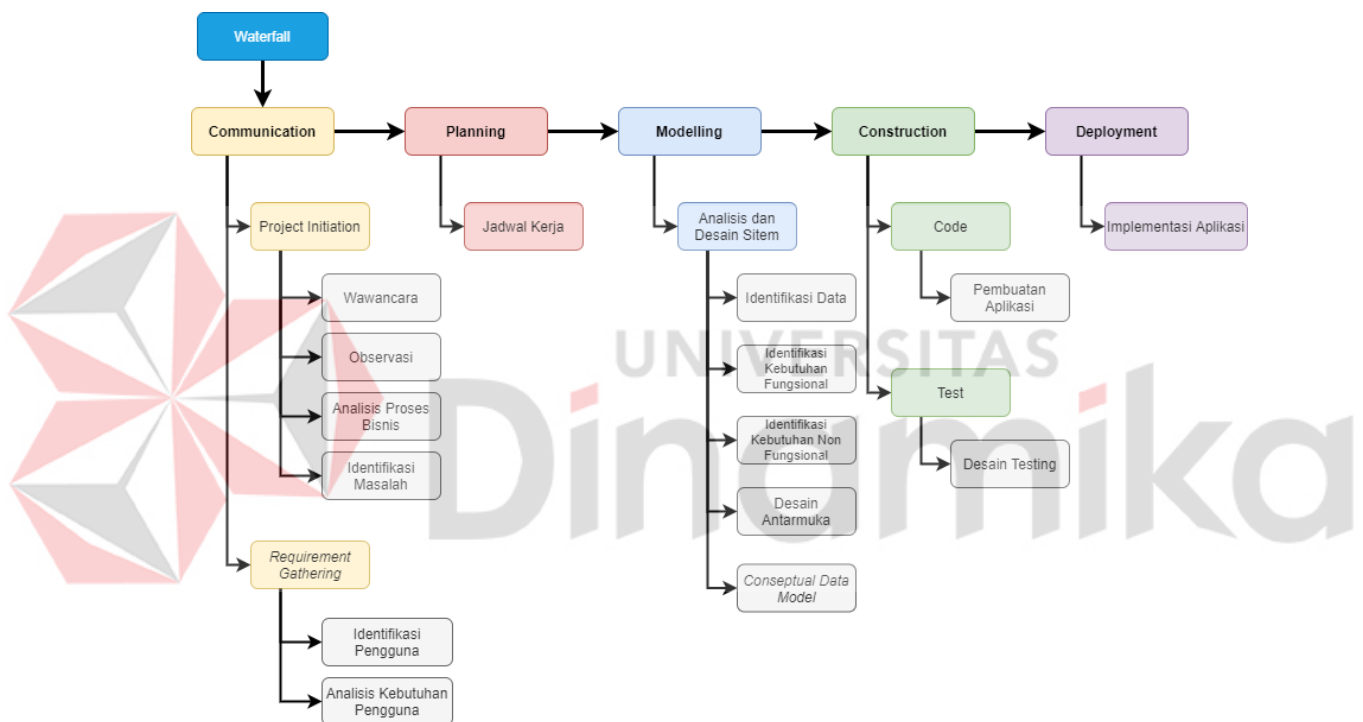 Waterfall
Communication
Planning
Modelling
Construction
Deployment
Project Initiation
Wawancara
Observasi
Analisis Proses
Bisnis
Identifikasi
Masalah
Requirement
Gathering
Identifikasi
Pengguna
Analisis Kebutuhan
Pengguna
Jadwal Kerja
Analisis dan
Desain Sitem
Identifikasi Data
Identifikasi
Kebutuhan
Fungsional
Identifikasi
Kebutuhan Non
Fungsional
Desain
Antarmuka
Conseptual Data
Model
Code
Pembuatan
Aplikasi
Test
Desain Testing
Implementasi Aplikasi
UNIVERSITAS
Dinamika